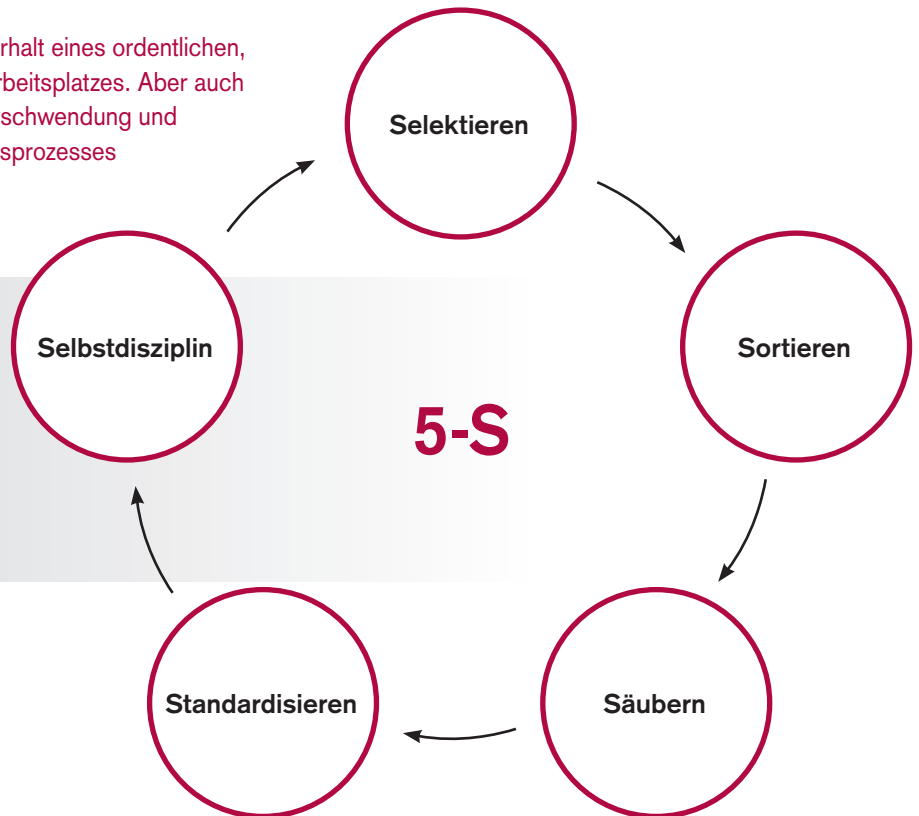 rhalt eines ordentlichen,
rbeitsplatzes. Aber auch
schwendung und
sprozesses
Selektieren
Sortieren
Säubern
Standardisieren
Selbstdisziplin
5-S